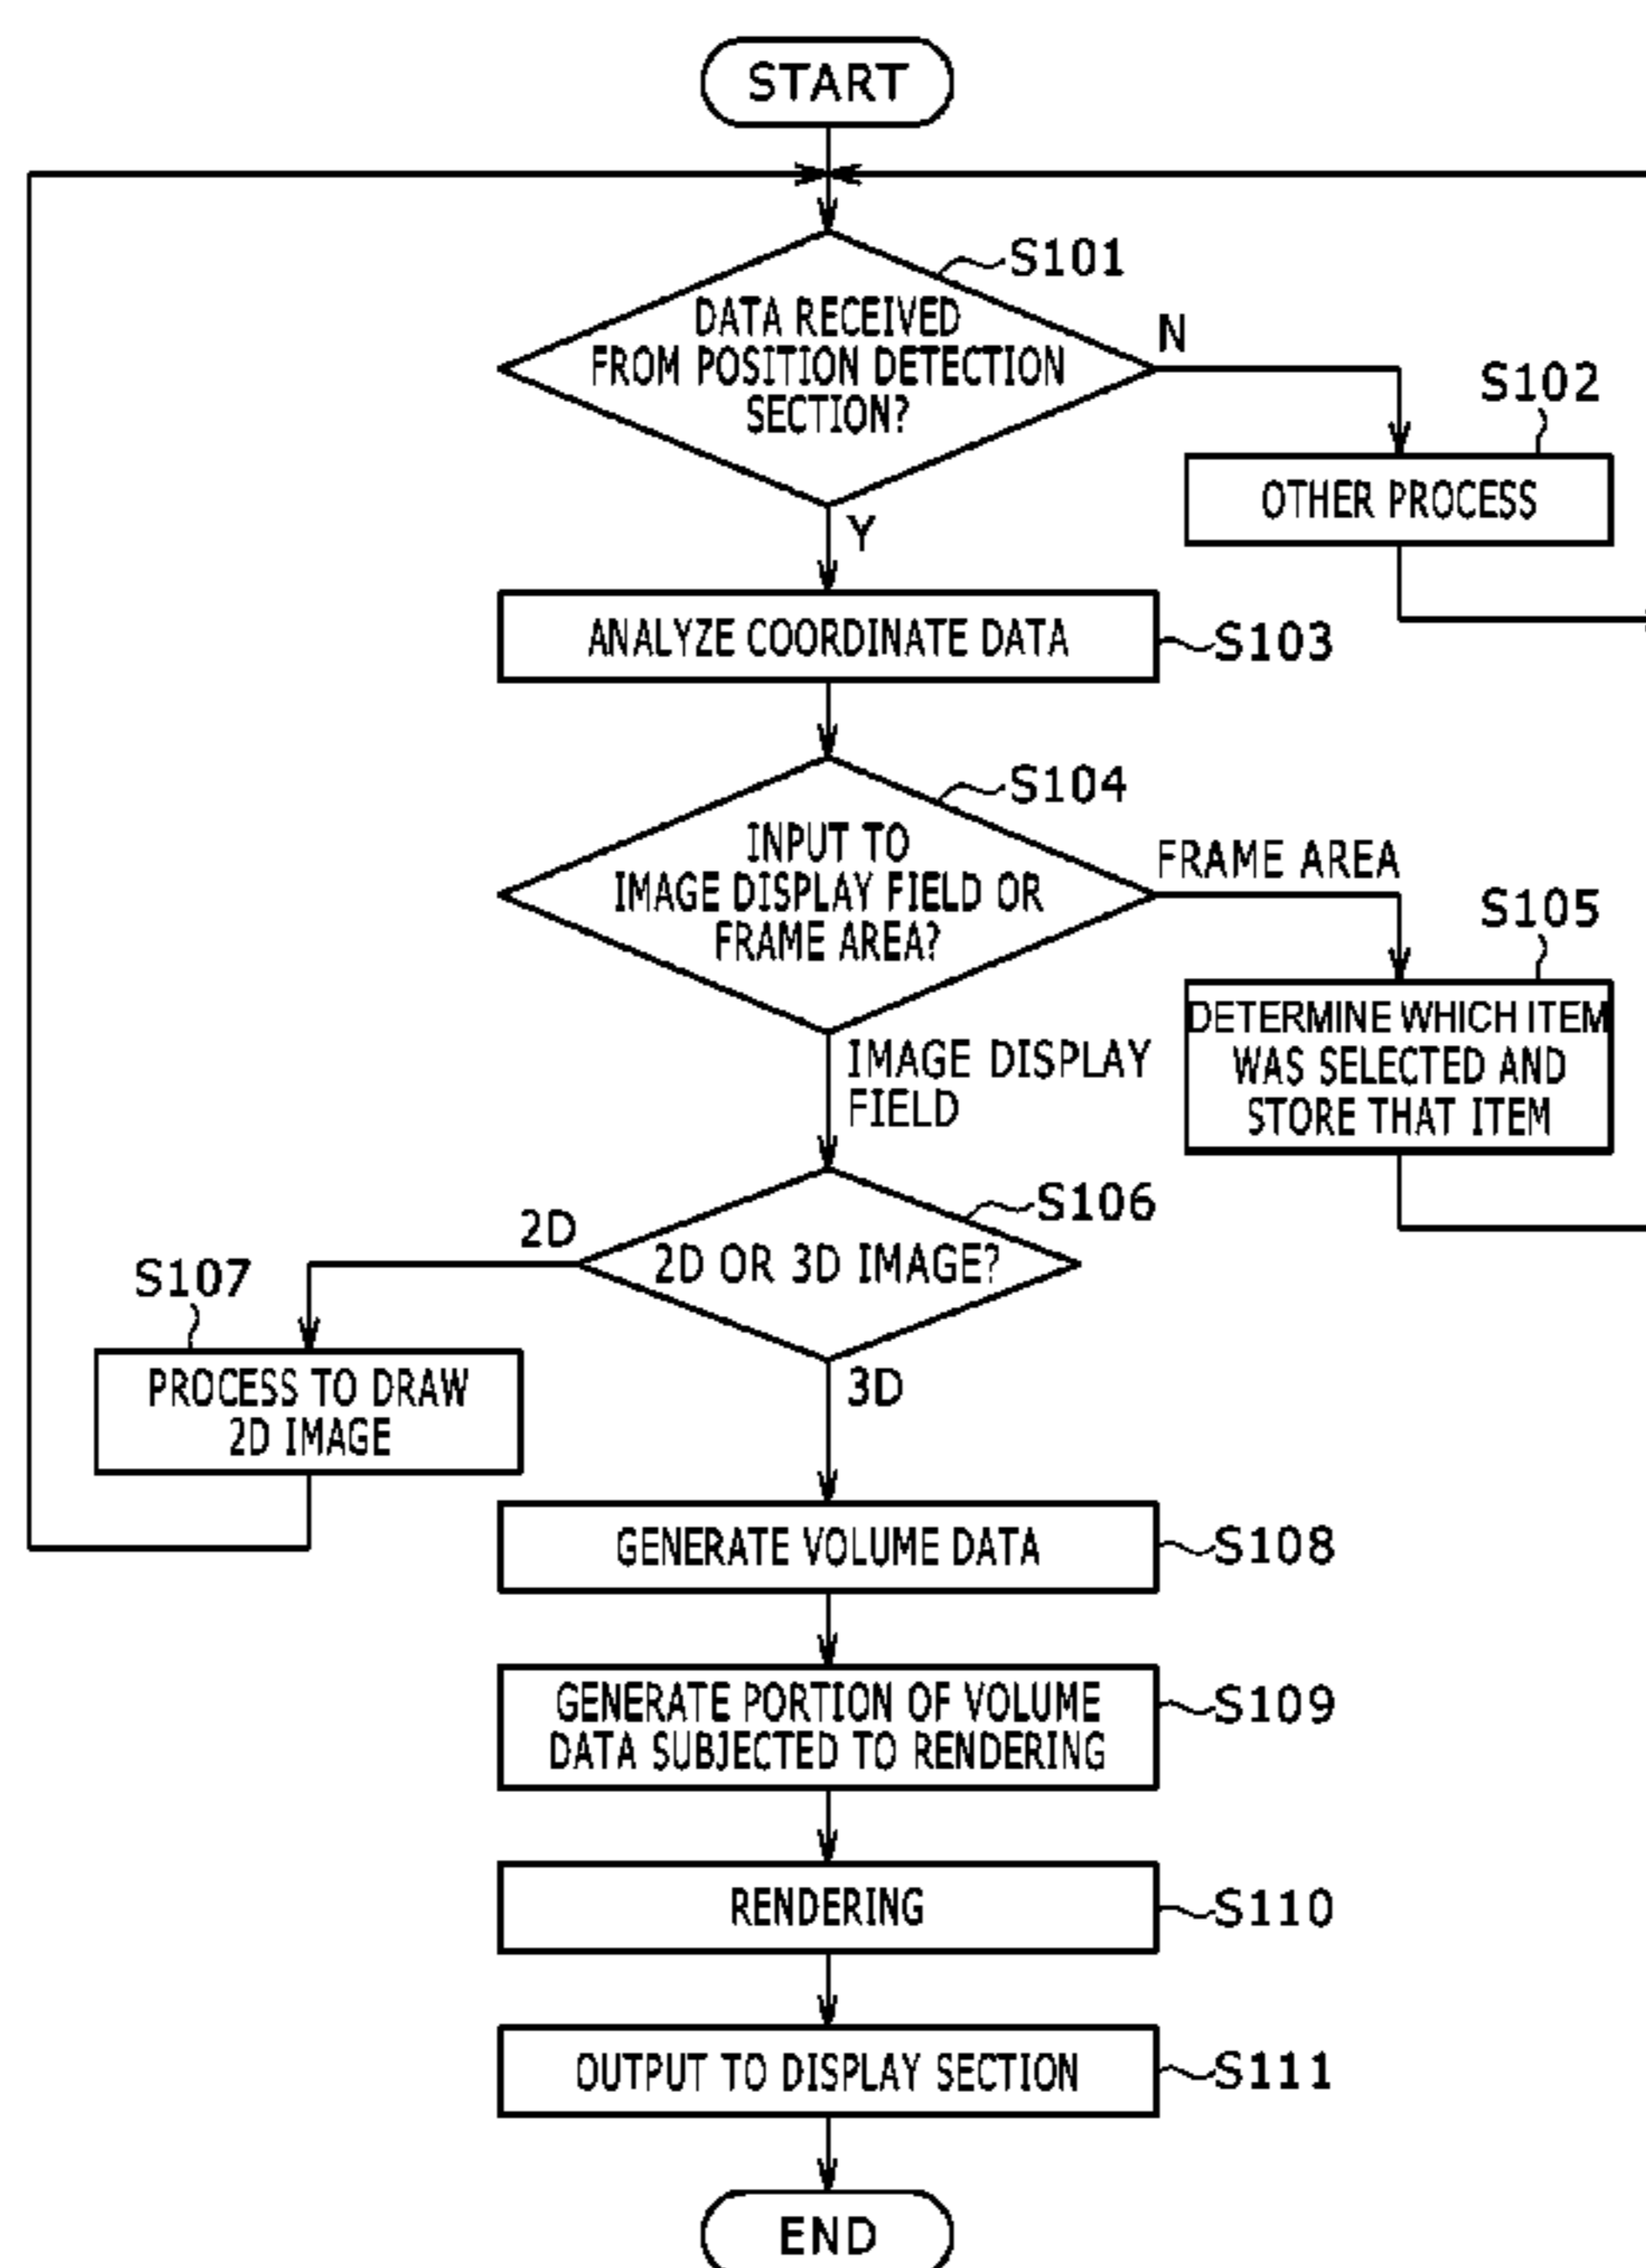 START
S101
DATA RECEIVED
FROM POSITION DETECTION
SECTION?
N
S102
OTHER PROCESS
Y
ANALYZE COORDINATE DATA
S103
S104
INPUT TO
IMAGE DISPLAY FIELD OR
FRAME AREA?
FRAME AREA
S105
DETERMINE WHICH ITEM
WAS SELECTED AND
STORE THAT ITEM
IMAGE DISPLAY
FIELD
S106
2D OR 3D IMAGE?
2D
S107
PROCESS TO DRAW
2D IMAGE
3D
GENERATE VOLUME DATA
S108
GENERATE PORTION OF VOLUME
DATA SUBJECTED TO RENDERING
S109
RENDERING
S110
OUTPUT TO DISPLAY SECTION
S111
END